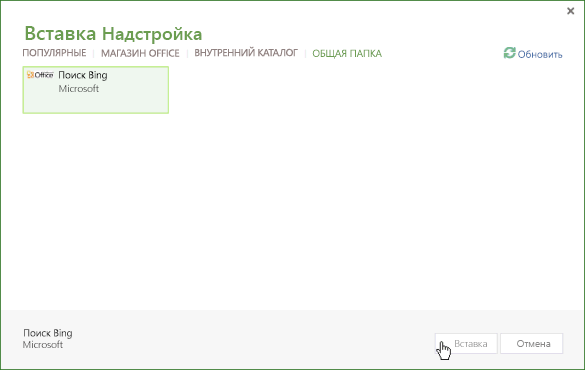 Вставка Надстройка
ПОПУЛЯРНЫЕ МАГАЗИН OFFICE ВНУТРЕННИЙ КАТАЛОГ ОБЩАЯ ПАПКА
Обновить
Office Поиск Bing
Microsoft
Поиск Bing
Microsoft
Вставка Отмена